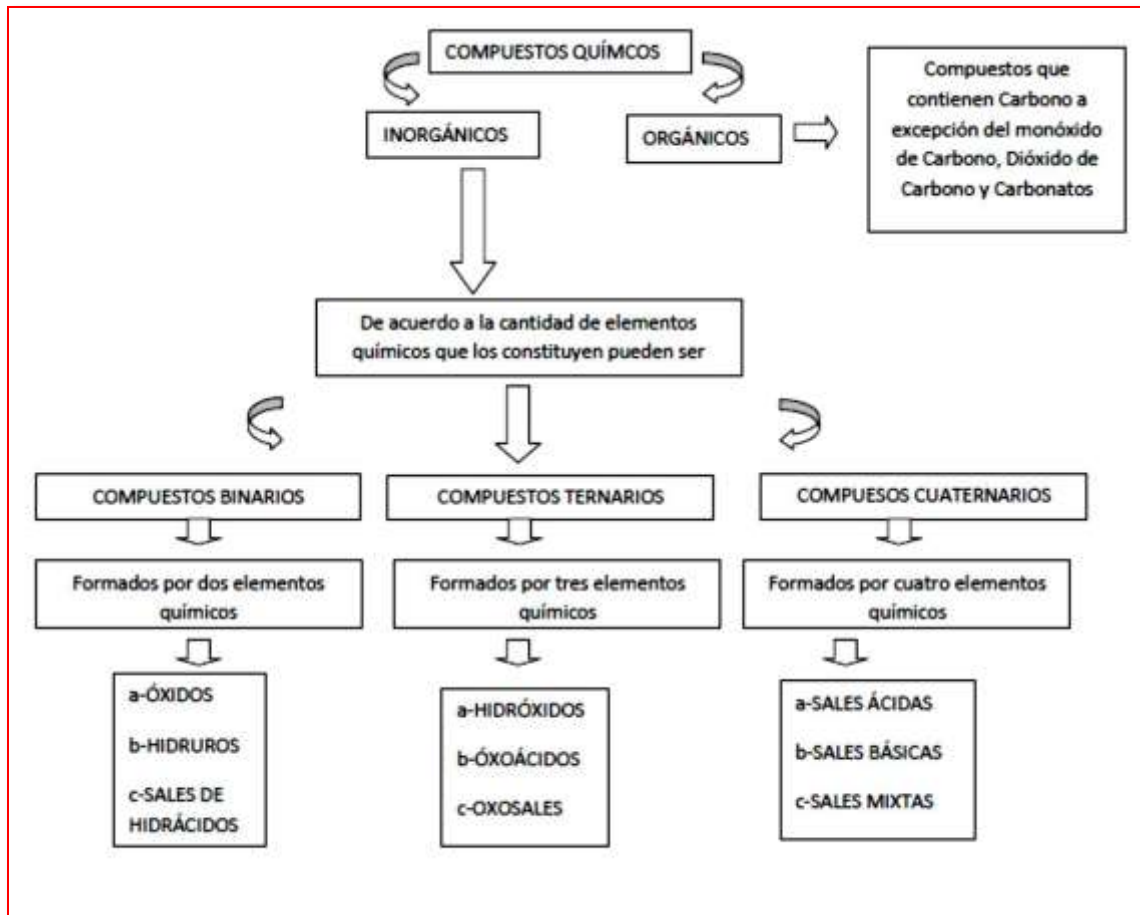 COMPUESTOS QUÍMCOS
INORGÁNICOS
ORGÁNICOS
Compuestos que
contienen Carbono a
excepción del monóxido
de Carbono, Dióxido de
Carbono y Carbonatos
De acuerdo a la cantidad de elementos
químicos que los constituyen pueden ser
COMPUESTOS BINARIOS
COMPUESTOS TERNARIOS
COMPUESOS CUATERNARIOS
Formados por dos elementos
químicos
Formados por tres elementos
químicos
Formados por cuatro elementos
químicos
a-ÓXIDOS
b-HIDRUROS
c-SALES DE
HIDRÁCIDOS
a-HIDRÓXIDOS
b-ÓXOÁCIDOS
c-OXOSALES
a-SALES ÁCIDAS
b-SALES BÁSICAS
c-SALES MIXTAS